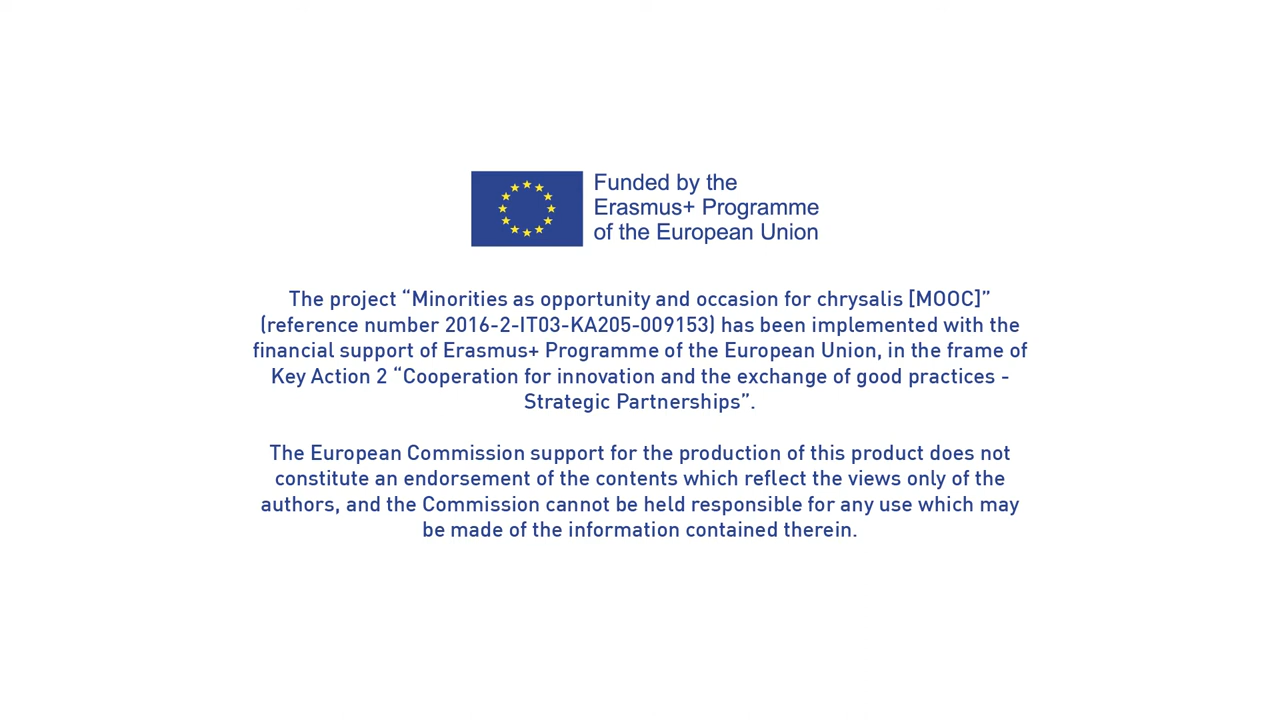 Funded by the
Erasmus+ Programme
of the European Union
The project “Minorities as opportunity and occasion for chrysalis [MOOC]”
(reference number 2016-2-IT03-KA205-009153) has been implemented with the
financial support of Erasmus+ Programme of the European Union, in the frame of
Key Action 2 “Cooperation for innovation and the exchange of good practices -
Strategic Partnerships”.
The European Commission support for the production of this product does not
constitute an endorsement of the contents which reflect the views only of the
authors, and the Commission cannot be held responsible for any use which may
be made of the information contained therein.